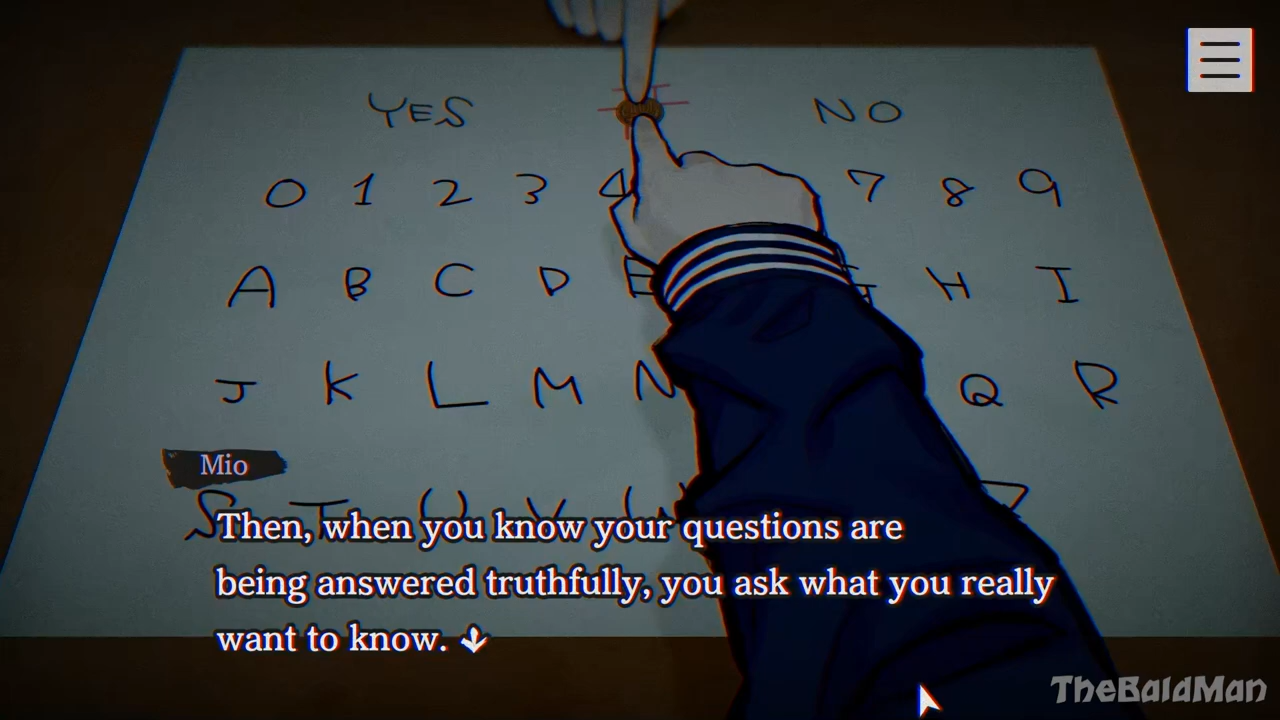 YES NO
0 1 2 3 4 7 8 9
A B C D E H I
J K L M N Q R
Mio
S T U V
Then, when you know your questions are
being answered truthfully, you ask what you really
want to know.
TheBaldMan